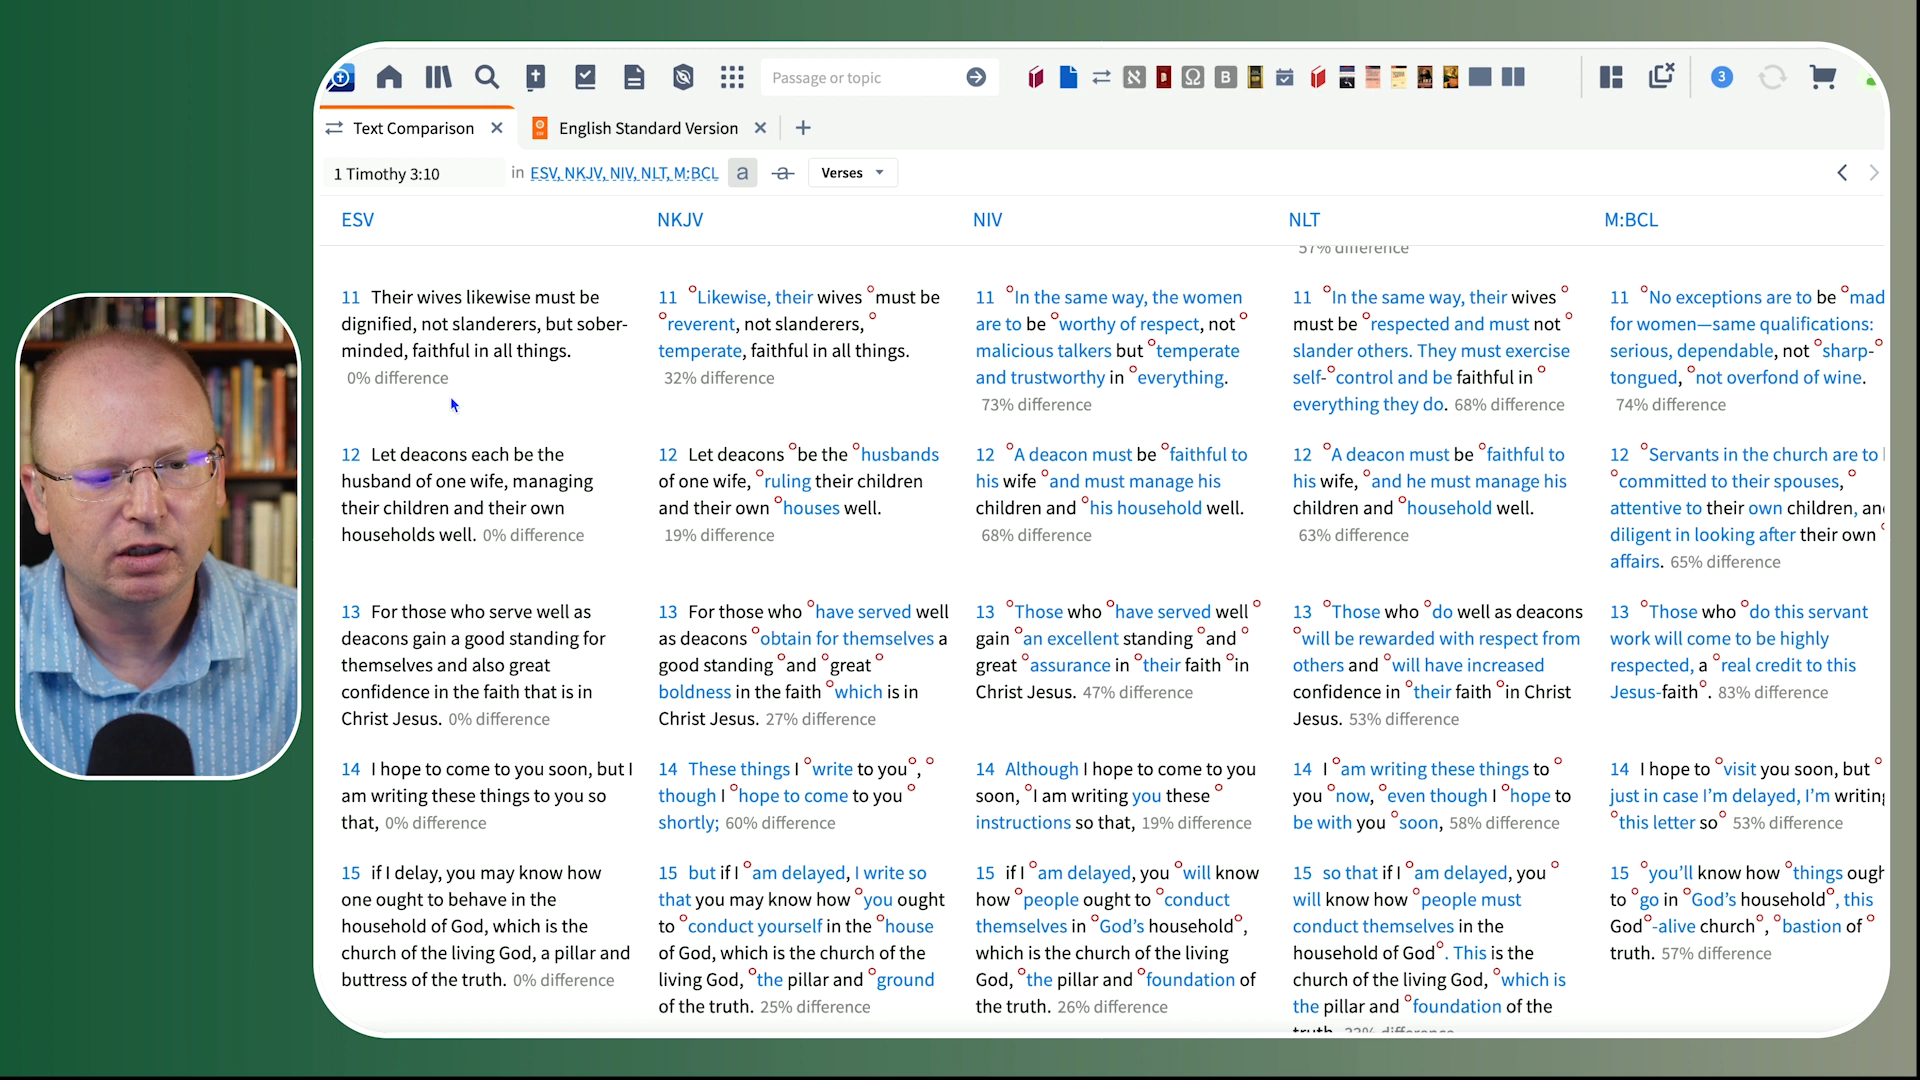 Passage or topic
3
Text Comparison
English Standard Version
1 Timothy 3:10 in ESV, NKJV, NIV, NLT, M:BCL a a Verses
ESV
NKJV
NIV
NLT
M:BCL
57% difference
11 Their wives likewise must be
dignified, not slanderers, but sober-
minded, faithful in all things.
0% difference
11 Likewise, their wives must be
reverent, not slanderers,
temperate, faithful in all things.
32% difference
11 In the same way, the women
are to be worthy of respect, not
malicious talkers but temperate
and trustworthy in everything.
73% difference
11 In the same way, their wives
must be respected and must not
slander others. They must exercise
self-control and be faithful in
everything they do. 68% difference
11 No exceptions are to be mad
for women—same qualifications:
serious, dependable, not sharp-
tongued, not overfond of wine.
74% difference
12 Let deacons each be the
husband of one wife, managing
their children and their own
households well. 0% difference
12 Let deacons be the husbands
of one wife, ruling their children
and their own houses well.
19% difference
12 A deacon must be faithful to
his wife and must manage his
children and his household well.
68% difference
12 A deacon must be faithful to
his wife, and he must manage his
children and household well.
63% difference
12 Servants in the church are to
committed to their spouses,
attentive to their own children, and
diligent in looking after their own
affairs. 65% difference
13 For those who serve well as
deacons gain a good standing for
themselves and also great
confidence in the faith that is in
Christ Jesus. 0% difference
13 For those who have served well
as deacons obtain for themselves a
good standing and great
boldness in the faith which is in
Christ Jesus. 27% difference
13 Those who have served well
gain an excellent standing and
great assurance in their faith in
Christ Jesus. 47% difference
13 Those who do well as deacons
will be rewarded with respect from
others and will have increased
confidence in their faith in Christ
Jesus. 53% difference
13 Those who do this servant
work will come to be highly
respected, a real credit to this
Jesus-faith. 83% difference
14 I hope to come to you soon, but I
am writing these things to you so
that, 0% difference
14 These things I write to you,
though I hope to come to you
shortly; 60% difference
14 Although I hope to come to you
soon, I am writing you these
instructions so that, 19% difference
14 I am writing these things to
you now, even though I hope to
be with you soon, 58% difference
14 I hope to visit you soon, but
just in case I'm delayed, I'm writing
this letter so 53% difference
15 if I delay, you may know how
one ought to behave in the
household of God, which is the
church of the living God, a pillar and
buttress of the truth. 0% difference
15 but if I am delayed, I write so
that you may know how you ought
to conduct yourself in the house
of God, which is the church of the
living God, the pillar and ground
of the truth. 25% difference
15 if I am delayed, you will know
how people ought to conduct
themselves in God's household,
which is the church of the living
God, the pillar and foundation of
the truth. 26% difference
15 so that if I am delayed, you
will know how people must
conduct themselves in the
household of God. This is the
church of the living God, which is
the pillar and foundation of the
truth. 33% difference
15 you'll know how things ough
to go in God's household, this
God-alive church, bastion of
truth. 57% difference